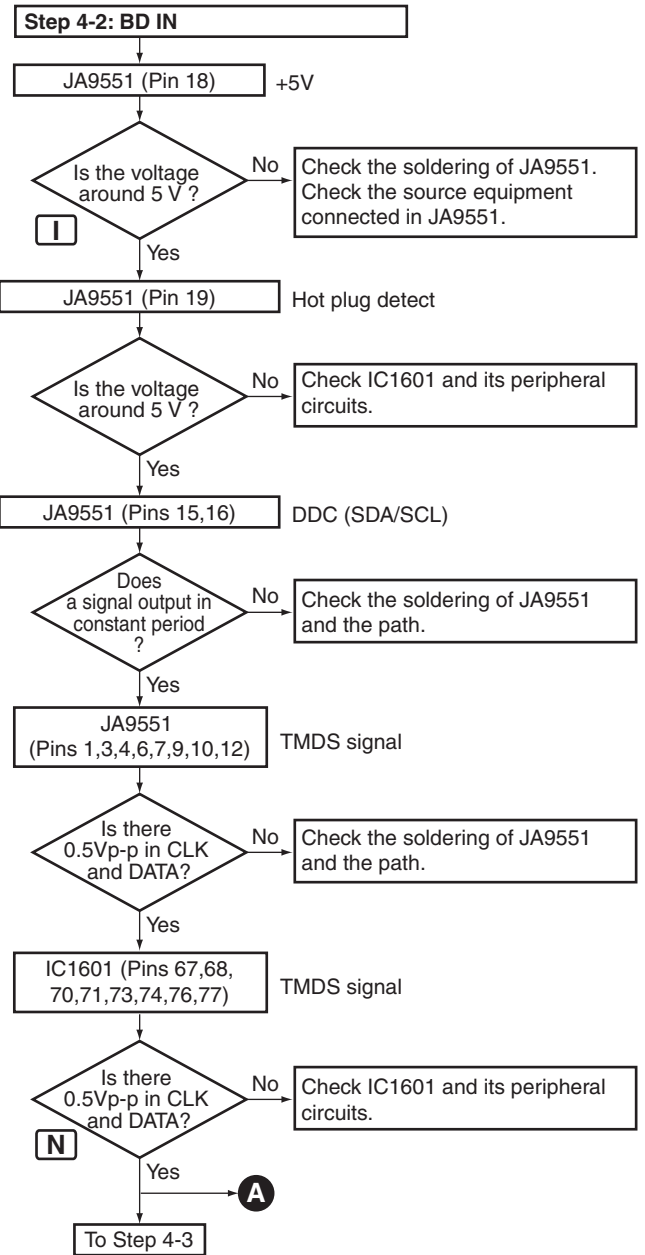 Step 4-2: BD IN
JA9551 (Pin 18)
+5V
Is the voltage
around 5 V ?
No
Check the soldering of JA9551.
Check the source equipment
connected in JA9551.
I
Yes
JA9551 (Pin 19)
Hot plug detect
Is the voltage
around 5 V ?
No
Check IC1601 and its peripheral
circuits.
Yes
JA9551 (Pins 15,16)
DDC (SDA/SCL)
Does
a signal output in
constant period
?
No
Check the soldering of JA9551
and the path.
Yes
JA9551
(Pins 1,3,4,6,7,9,10,12)
TMDS signal
Is there
0.5Vp-p in CLK
and DATA?
No
Check the soldering of JA9551
and the path.
Yes
IC1601 (Pins 67,68,
70,71,73,74,76,77)
TMDS signal
Is there
0.5Vp-p in CLK
and DATA?
No
Check IC1601 and its peripheral
circuits.
N
Yes
A
To Step 4-3